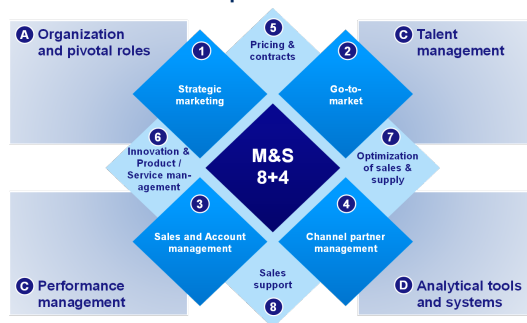 A Organization
and pivotal roles
5
Pricing &
contracts
C Talent
management
1
Strategic
marketing
2
Go-to-
market
6
Innovation &
Product /
Service man-
agement
M&S
8+4
7
Optimization
of sales &
supply
3
Sales and Account
management
4
Channel partner
management
C Performance
management
Sales
support
8
D Analytical tools
and systems